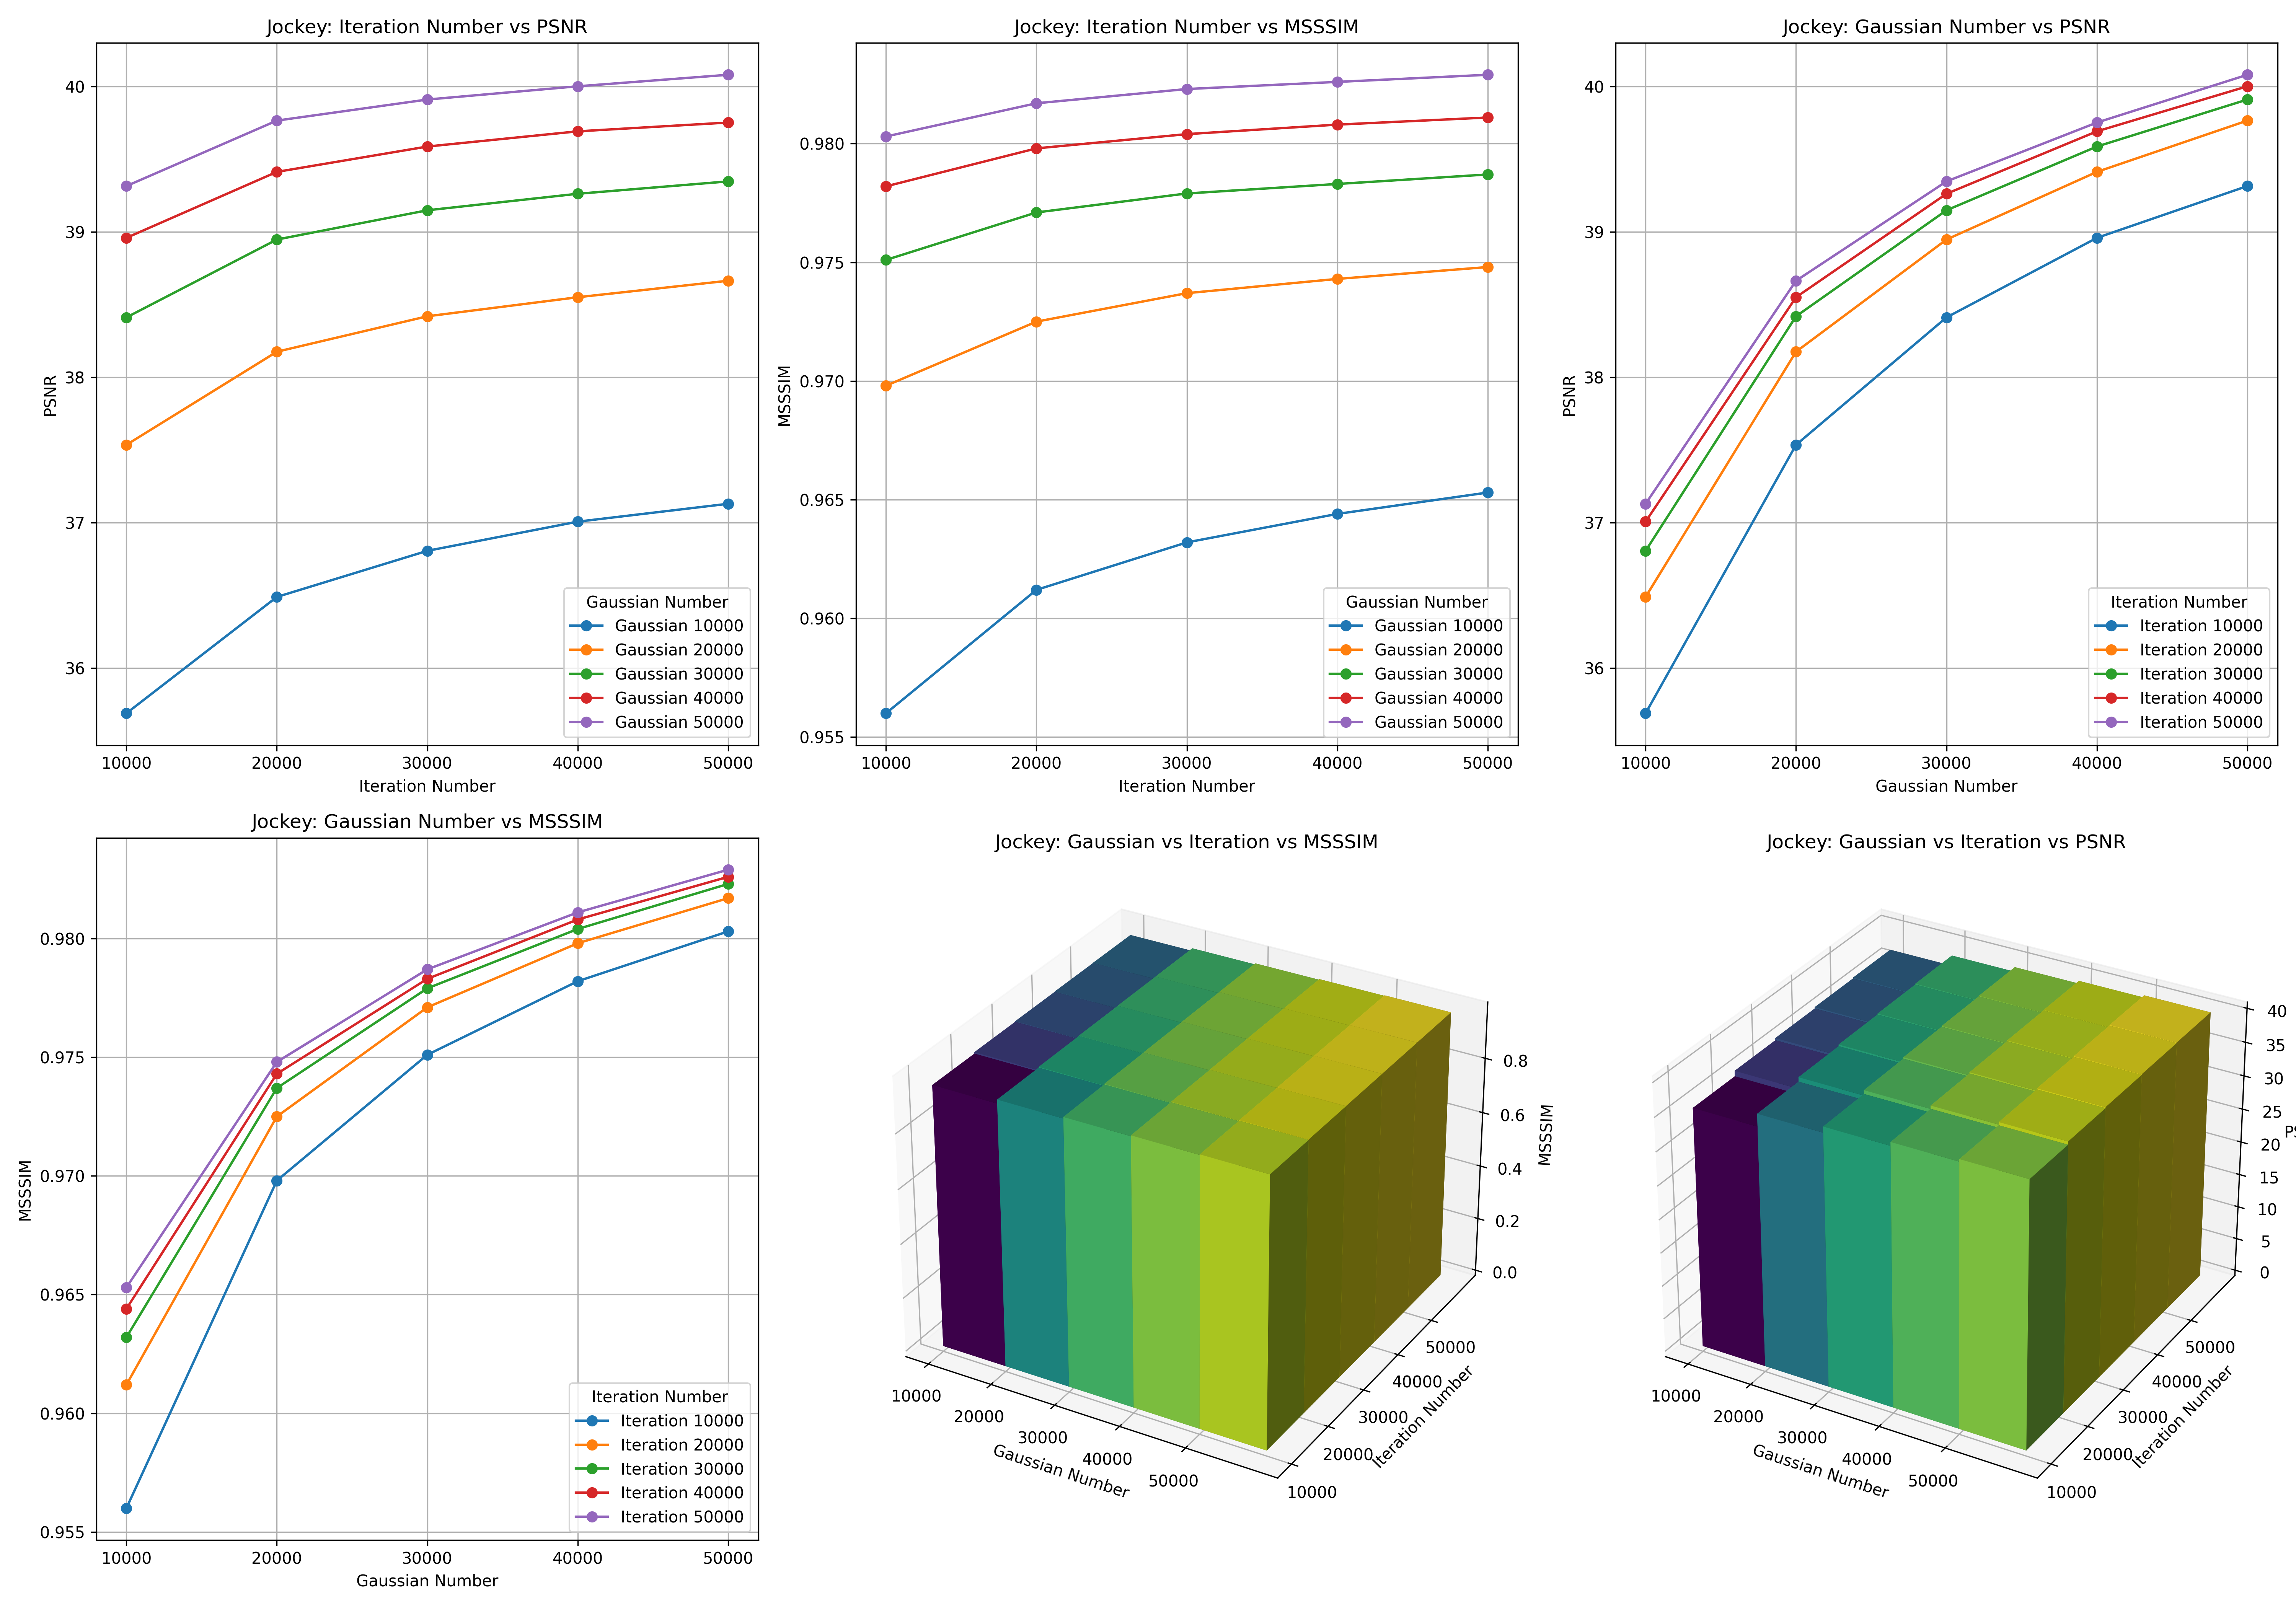 Jockey: Iteration Number vs PSNR
PSNR
40
39
38
37
36
10000 20000 30000 40000 50000
Iteration Number
Gaussian Number
Gaussian 10000
Gaussian 20000
Gaussian 30000
Gaussian 40000
Gaussian 50000
Jockey: Iteration Number vs MSSSIM
MSSSIM
0.980
0.975
0.970
0.965
0.960
0.955
10000 20000 30000 40000 50000
Iteration Number
Gaussian Number
Gaussian 10000
Gaussian 20000
Gaussian 30000
Gaussian 40000
Gaussian 50000
Jockey: Gaussian Number vs PSNR
PSNR
40
39
38
37
36
10000 20000 30000 40000 50000
Gaussian Number
Iteration Number
Iteration 10000
Iteration 20000
Iteration 30000
Iteration 40000
Iteration 50000
Jockey: Gaussian Number vs MSSSIM
MSSSIM
0.980
0.975
0.970
0.965
0.960
0.955
10000 20000 30000 40000 50000
Gaussian Number
Iteration Number
Iteration 10000
Iteration 20000
Iteration 30000
Iteration 40000
Iteration 50000
Jockey: Gaussian vs Iteration vs MSSSIM
0.8
0.6
0.4
0.2
0.0
MSSSIM
10000 20000 30000 40000 50000
Gaussian Number
10000 20000 30000 40000 50000
Iteration Number
Jockey: Gaussian vs Iteration vs PSNR
40
35
30
25
20
15
10
5
0
10000 20000 30000 40000 50000
Gaussian Number
10000 20000 30000 40000 50000
Iteration Number